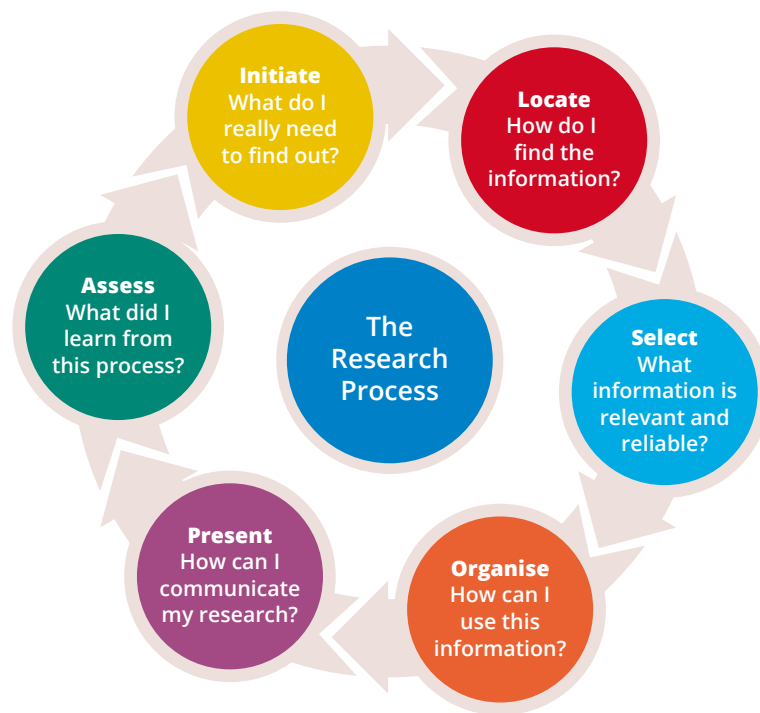 Initiate
What do I
really need
to find out?
Locate
How do I
find the
information?
Select
What
information is
relevant and
reliable?
Organise
How can I
use this
information?
Present
How can I
communicate
my research?
Assess
What did I
learn from
this process?
The
Research
Process